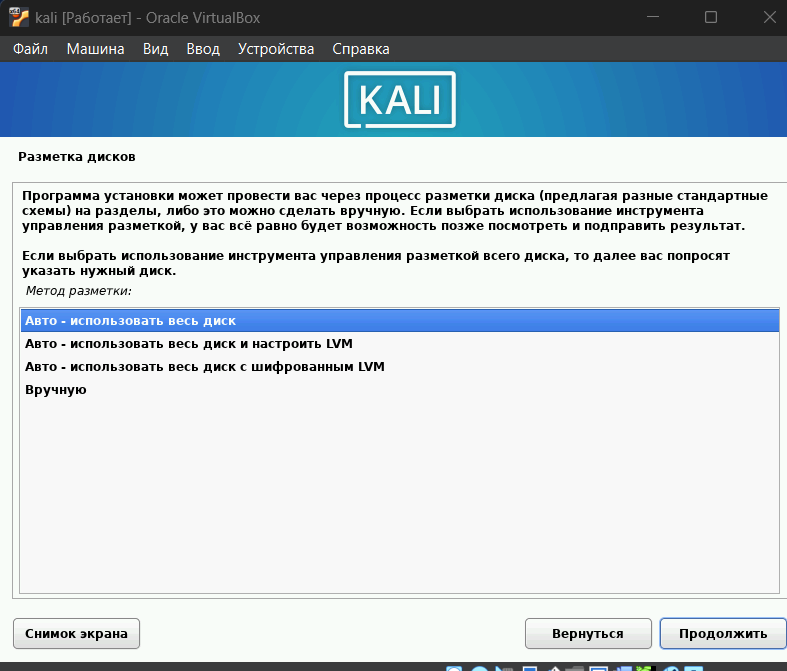 kali [Работает] - Oracle VirtualBox
Файл Машина Вид Ввод Устройства Справка
KALI
Разметка дисков
Программа установки может провести вас через процесс разметки диска (предлагая разные стандартные
схемы) на разделы, либо это можно сделать вручную. Если выбрать использование инструмента
управления разметкой, у вас всё равно будет возможность позже посмотреть и подправить результат.
Если выбрать использование инструмента управления разметкой всего диска, то далее вас попросят
указать нужный диск.
Метод разметки:
Авто - использовать весь диск
Авто - использовать весь диск и настроить LVM
Авто - использовать весь диск с шифрованным LVM
Вручную
Снимок экрана Вернуться Продолжить